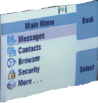 Main Menu
Messages
Contacts
Browser
Security
More . . .
Back
Select